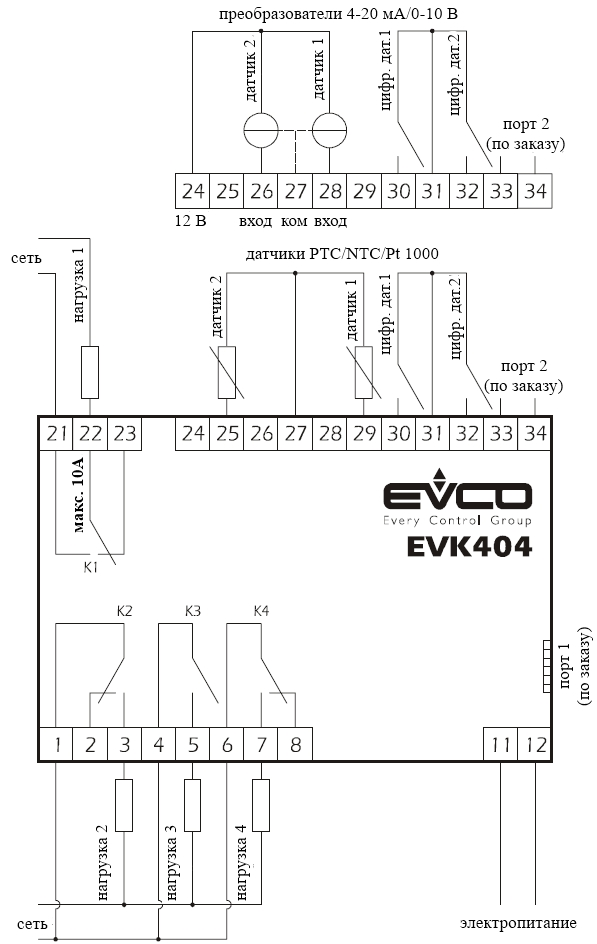 преобразователи 4-20 мА/0-10 В
датчик 2
датчик 1
цифр. дат.1
цифр. дат.2
порт 2
(по заказу)
24 25 26 27 28 29 30 31 32 33 34
12 В вход ком вход
сеть
нагрузка 1
датчики PTC/NTC/Pt 1000
датчик 2
датчик 1
цифр. дат.1
цифр. дат.2
порт 2
(по заказу)
21 22 23 24 25 26 27 28 29 30 31 32 33 34
макс. 10А
K1
EVCO
Every Control Group
EVK404
K2 K3 K4
порт 1
(по заказу)
1 2 3 4 5 6 7 8 11 12
нагрузка 2
нагрузка 3
нагрузка 4
сеть
электропитание